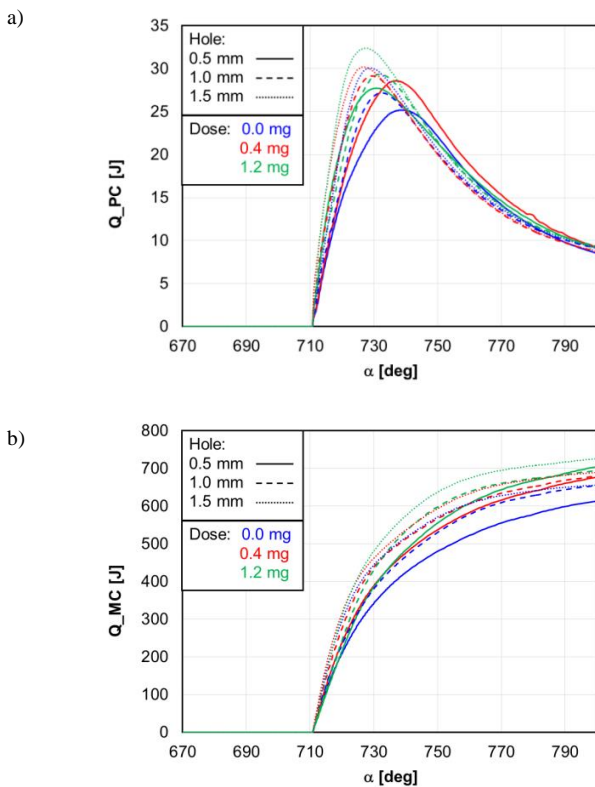 a)
35
30
25
20
15
10
5
0
Q_PC [J]
Hole:
0.5 mm
1.0 mm
1.5 mm
Dose: 0.0 mg
0.4 mg
1.2 mg
670 690 710 730 750 770 790
α [deg]
b)
800
700
600
500
400
300
200
100
0
Q_MC [J]
Hole:
0.5 mm
1.0 mm
1.5 mm
Dose: 0.0 mg
0.4 mg
1.2 mg
670 690 710 730 750 770 790
α [deg]